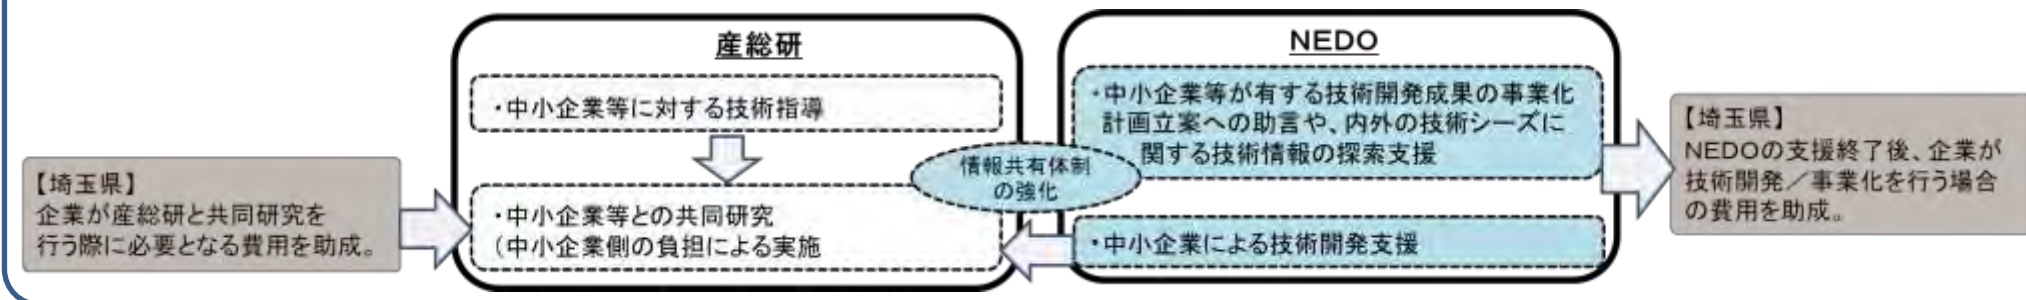 【埼玉県】
企業が産総研と共同研究を
行う際に必要となる費用を助成。
産総研
・中小企業等に対する技術指導
・中小企業等との共同研究
（中小企業側の負担による実施
情報共有体制
の強化
NEDO
・中小企業等が有する技術開発成果の事業化
計画立案への助言や、内外の技術シーズに
関する技術情報の探索支援
・中小企業による技術開発支援
【埼玉県】
NEDOの支援終了後、企業が
技術開発／事業化を行う場合
の費用を助成。